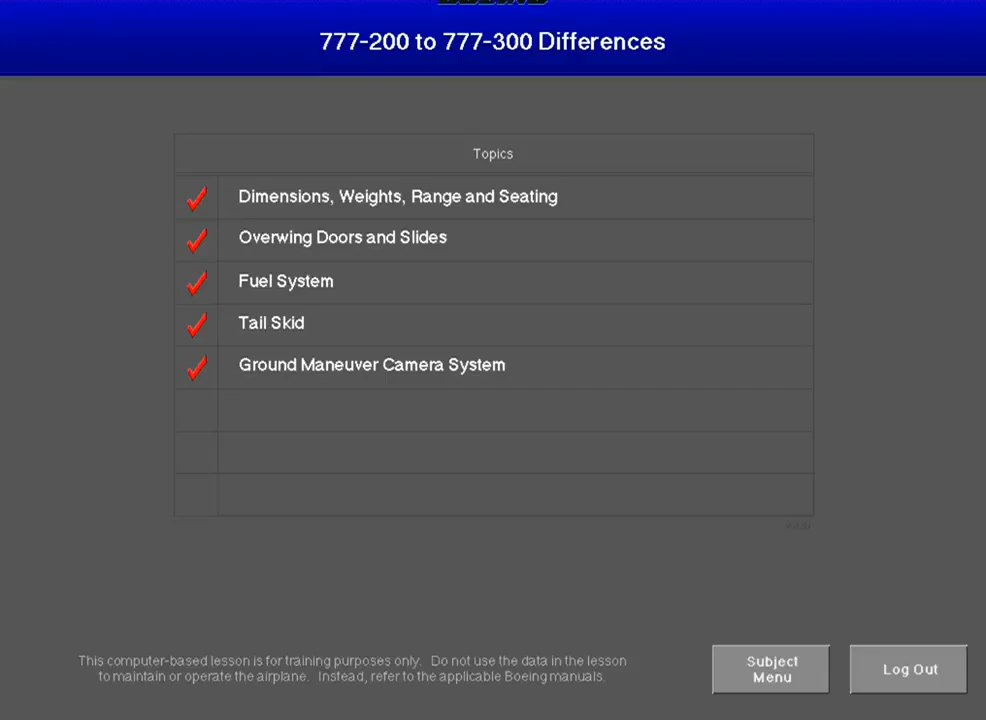 777-200 to 777-300 Differences
Topics
Dimensions, Weights, Range and Seating
Overwing Doors and Slides
Fuel System
Tail Skid
Ground Maneuver Camera System
This computer-based lesson is for training purposes only. Do not use the data in the lesson
to maintain or operate the airplane. Instead, refer to the applicable Boeing manuals.
Subject
Menu
Log Out